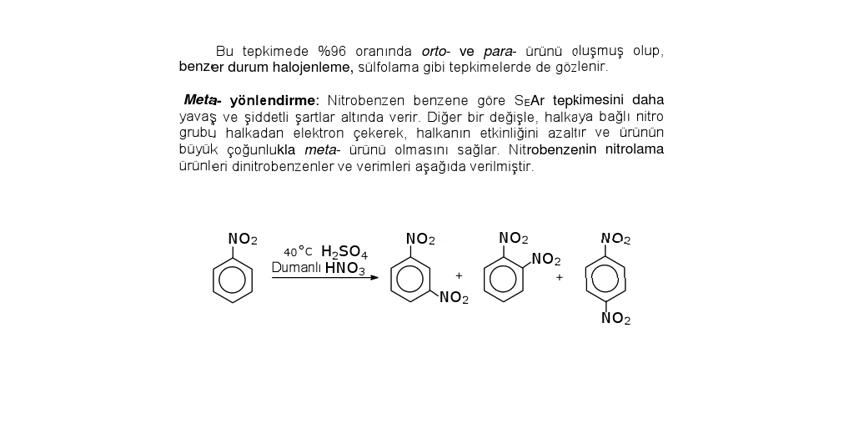 Bu tepkimede %96 oranında orto- ve para- ürünü oluşmuş olup,
benzer durum halojenleme, sülfolama gibi tepkimelerde de gözlenir.
Meta- yönlendirme: Nitrobenzen benzene göre SEAr tepkimesini daha
yavaş ve şiddetli şartlar altında verir. Diğer bir değişle, halkaya bağlı nitro
grubu halkadan elektron çekerek, halkanın etkinliğini azaltır ve ürünün
büyük çoğunlukla meta- ürünü olmasını sağlar. Nitrobenzenin nitrolama
ürünleri dinitrobenzenler ve verimleri aşağıda verilmiştir.
NO2 NO2 NO2 NO2
40°C H2SO4 NO2
Dumanlı HNO3 + +
NO2
NO2